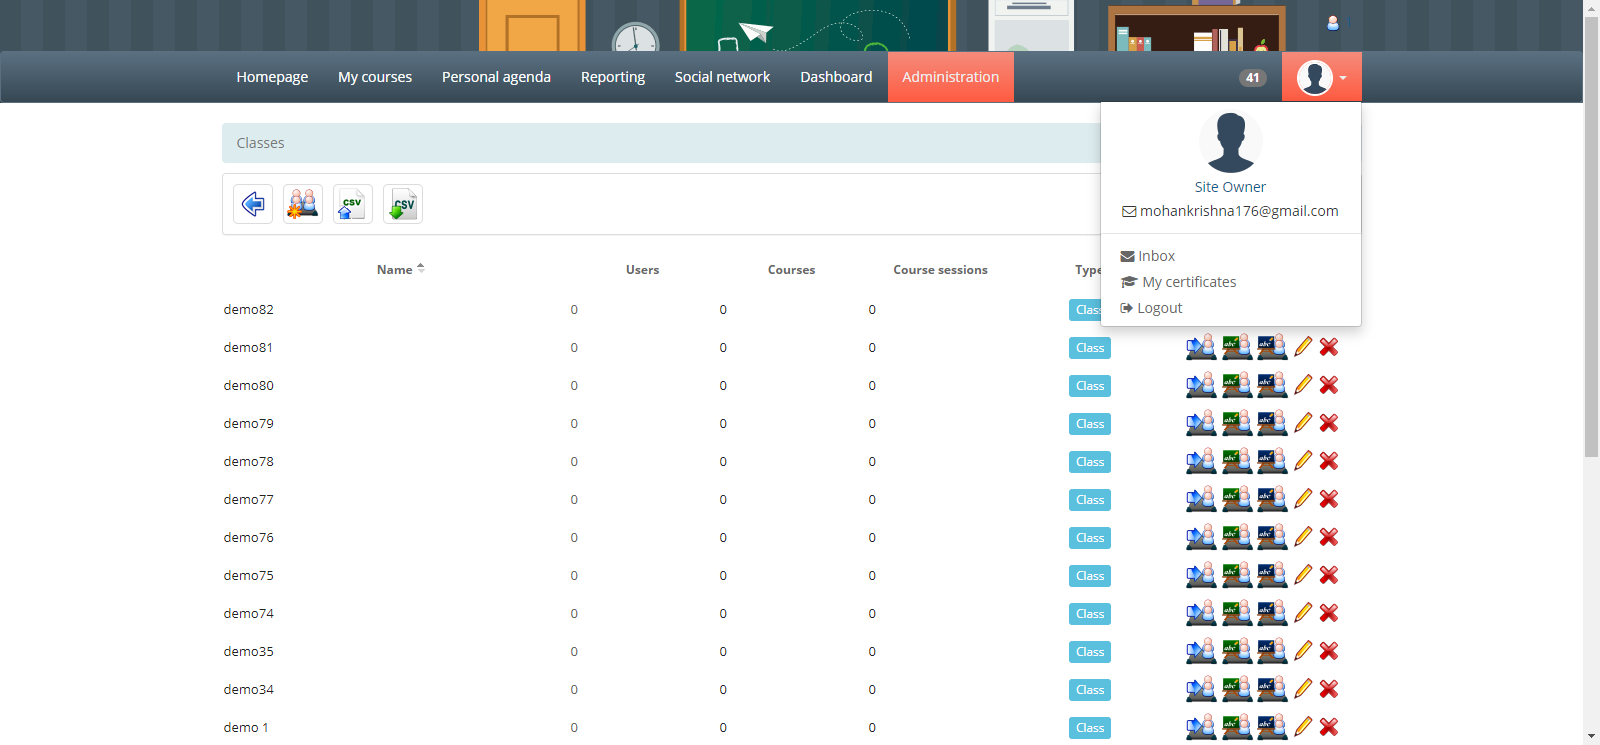 Homepage My courses Personal agenda Reporting Social network Dashboard Administration 41
Classes
Site Owner
mohankrishna176@gmail.com
Inbox
My certificates
Logout
CSV CSV
Name Users Courses Course sessions Type
demo82 0 0 0 Class
demo81 0 0 0 Class
demo80 0 0 0 Class
demo79 0 0 0 Class
demo78 0 0 0 Class
demo77 0 0 0 Class
demo76 0 0 0 Class
demo75 0 0 0 Class
demo74 0 0 0 Class
demo35 0 0 0 Class
demo34 0 0 0 Class
demo 1 0 0 0 Class